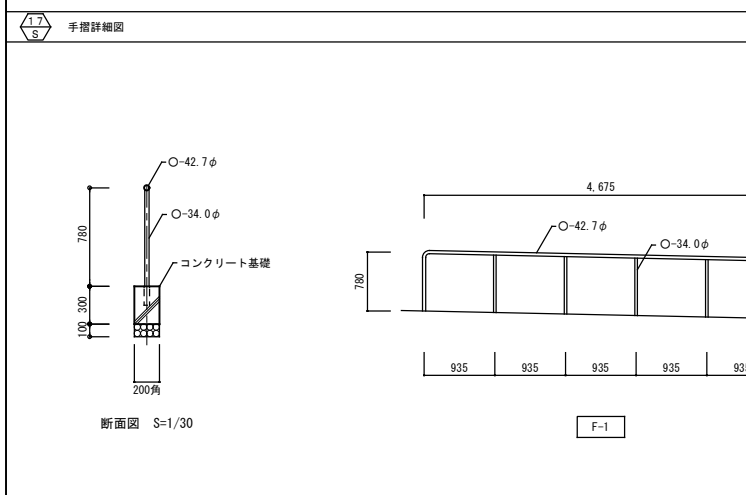 17
S
手摺詳細図
○-42.7φ
○-34.0φ
コンクリート基礎
780
300
100
200角
断面図 S=1/30
4,675
○-42.7φ
○-34.0φ
780
935 935 935 935 93
F-1